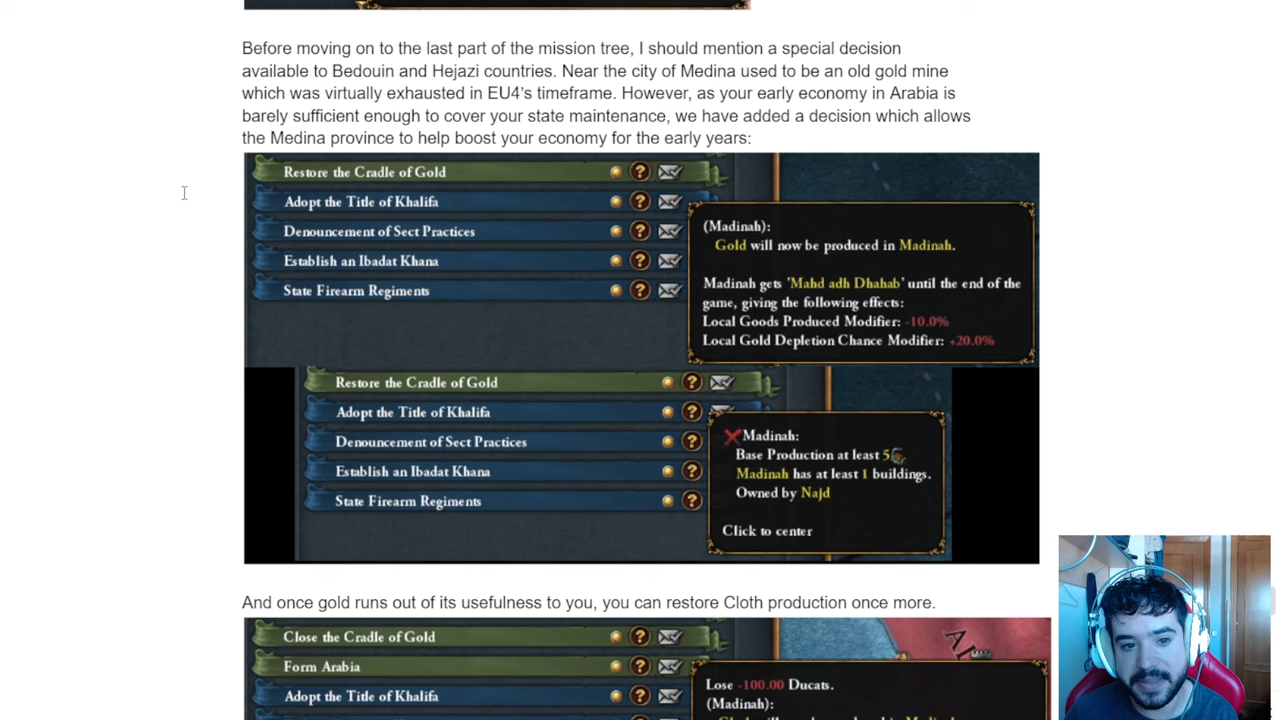 Before moving on to the last part of the mission tree, I should mention a special decision
available to Bedouin and Hejazi countries. Near the city of Medina used to be an old gold mine
which was virtually exhausted in EU4's timeframe. However, as your early economy in Arabia is
barely sufficient enough to cover your state maintenance, we have added a decision which allows
the Medina province to help boost your economy for the early years:
Restore the Cradle of Gold
Adopt the Title of Khalifa
Denouncement of Sect Practices
Establish an Ibadat Khana
State Firearm Regiments
(Madinah):
Gold will now be produced in Madinah.
Madinah gets 'Mahd adh Dhahab' until the end of the
game, giving the following effects:
Local Goods Produced Modifier: -10.0%
Local Gold Depletion Chance Modifier: +20.0%
Restore the Cradle of Gold
Adopt the Title of Khalifa
Denouncement of Sect Practices
Establish an Ibadat Khana
State Firearm Regiments
Madinah:
Base Production at least 5
Madinah has at least 1 buildings.
Owned by Najd
Click to center
And once gold runs out of its usefulness to you, you can restore Cloth production once more.
Close the Cradle of Gold
Form Arabia
Adopt the Title of Khalifa
Lose -100.00 Ducats.
(Madinah):